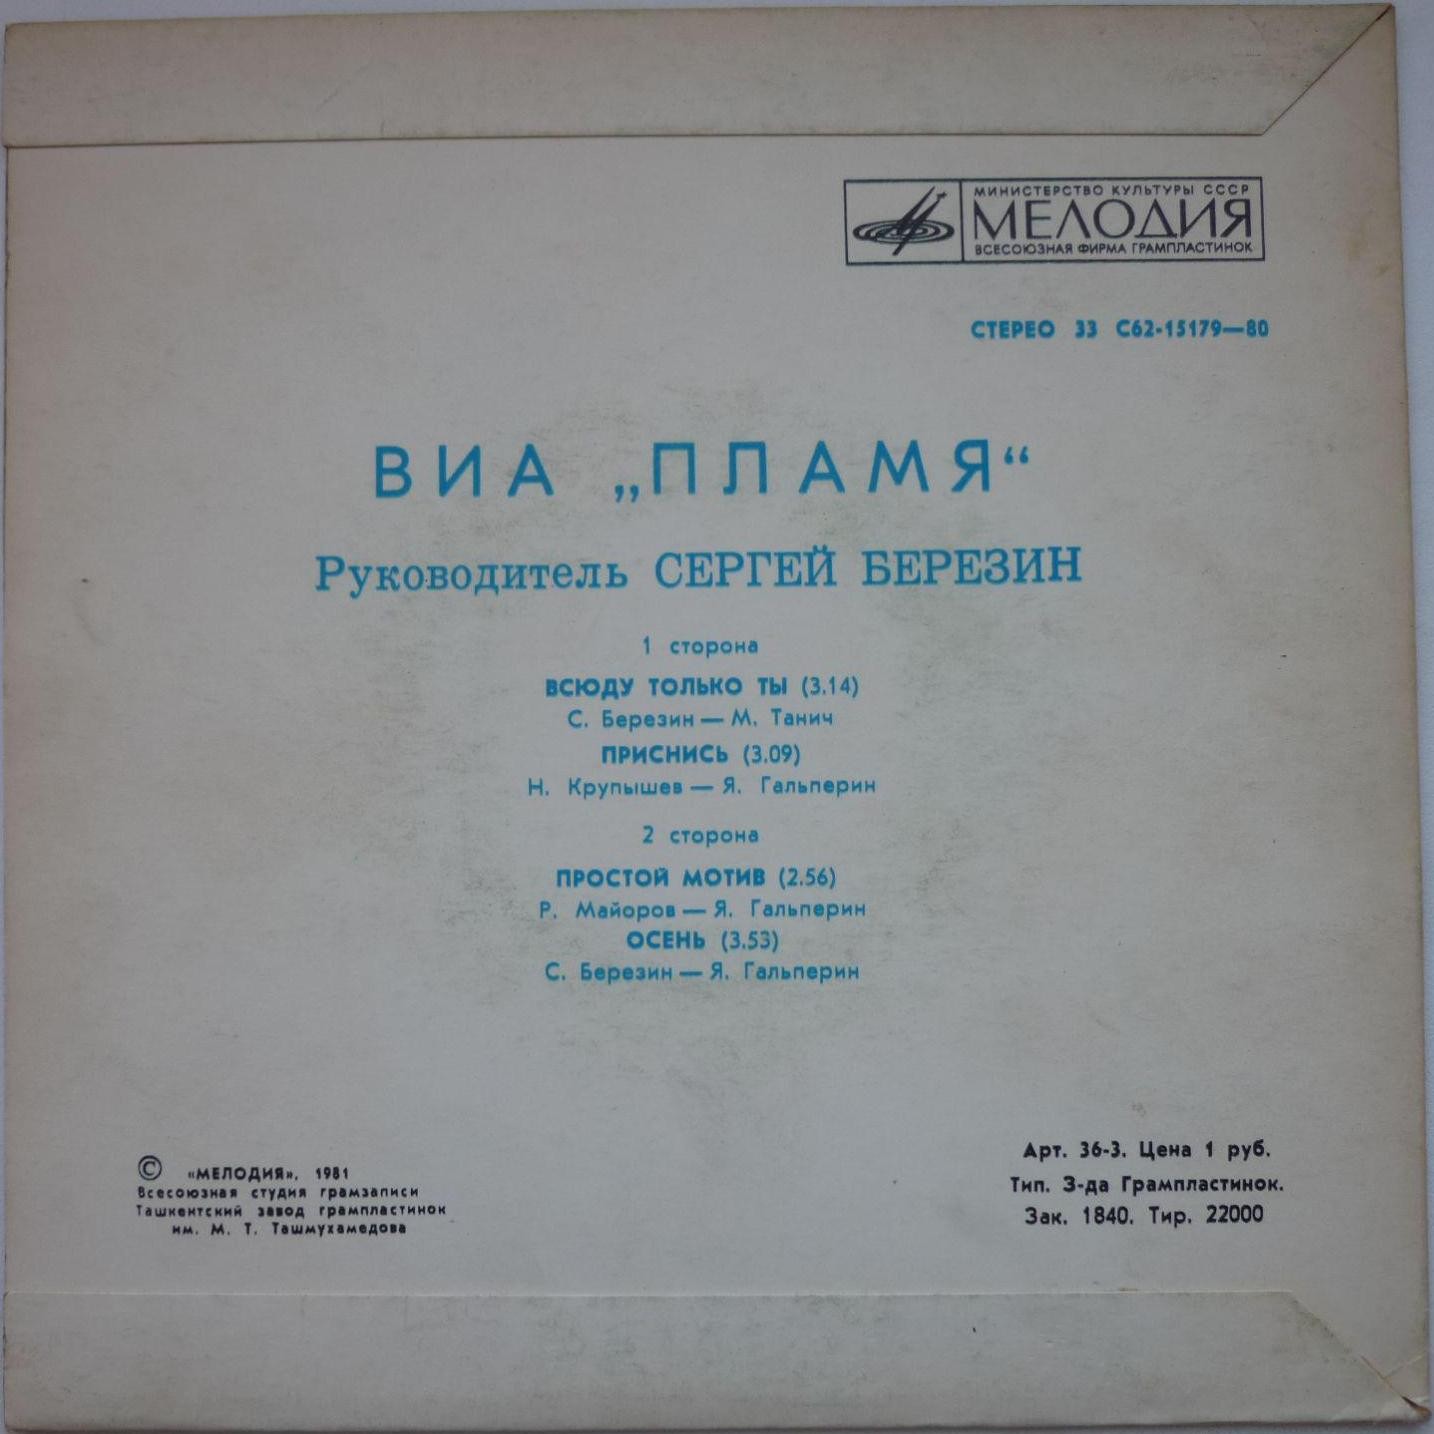 МИНИСТЕРСТВО КУЛЬТУРЫ СССР
МЕЛОДИЯ
ВСЕСОЮЗНАЯ ФИРМА ГРАМПЛАСТИНОК
СТЕРЕО 33 С62-15179—80
ВИА „ПЛАМЯ“
Руководитель СЕРГЕЙ БЕРЕЗИН
1 сторона
ВСЮДУ ТОЛЬКО ТЫ (3.14)
С. Березин — М. Танич
ПРИСНИСЬ (3.09)
Н. Крупышев — Я. Гальперин
2 сторона
ПРОСТОЙ МОТИВ (2.56)
Р. Майоров — Я. Гальперин
ОСЕНЬ (3.53)
С. Березин — Я. Гальперин
© «МЕЛОДИЯ», 1981
Всесоюзная студия грамзаписи
Ташкентский завод грампластинок
им. М. Т. Ташмухамедова
Арт. 36-3. Цена 1 руб.
Тип. З-да Грампластинок.
Зак. 1840. Тир. 22000